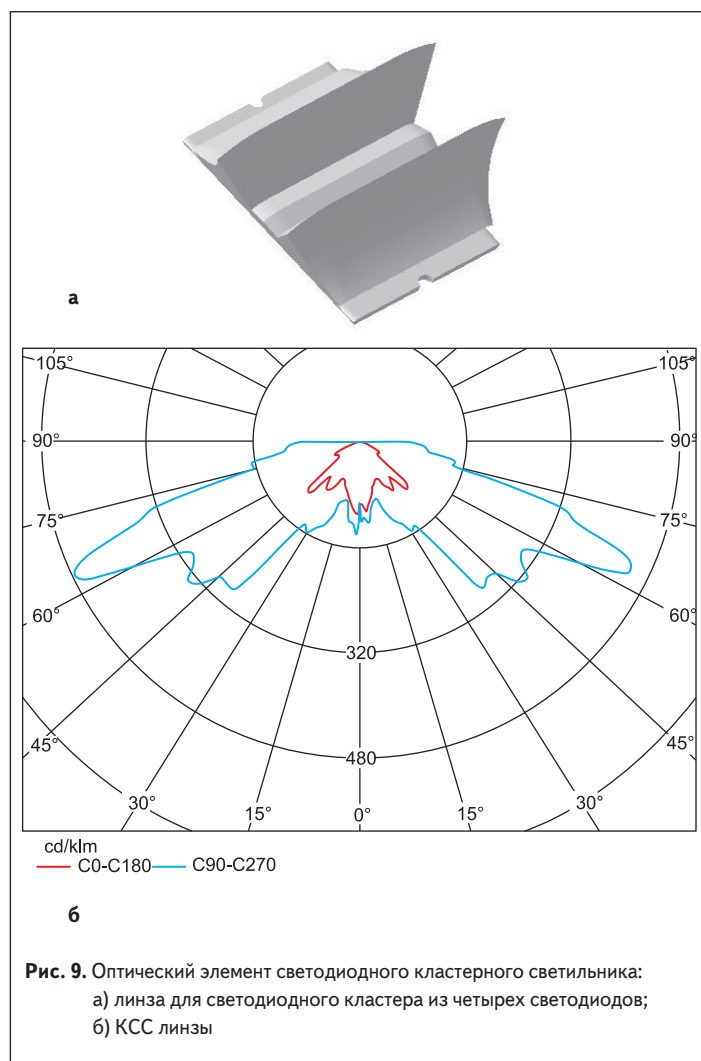 а
105° 105°
90° 90°
75° 75°
60° 60°
320
45° 45°
480
30° 30°
15° 0° 15°
cd/klm
C0-C180 C90-C270
б
Рис. 9. Оптический элемент светодиодного кластерного светильника:
а) линза для светодиодного кластера из четырех светодиодов;
б) КСС линзы